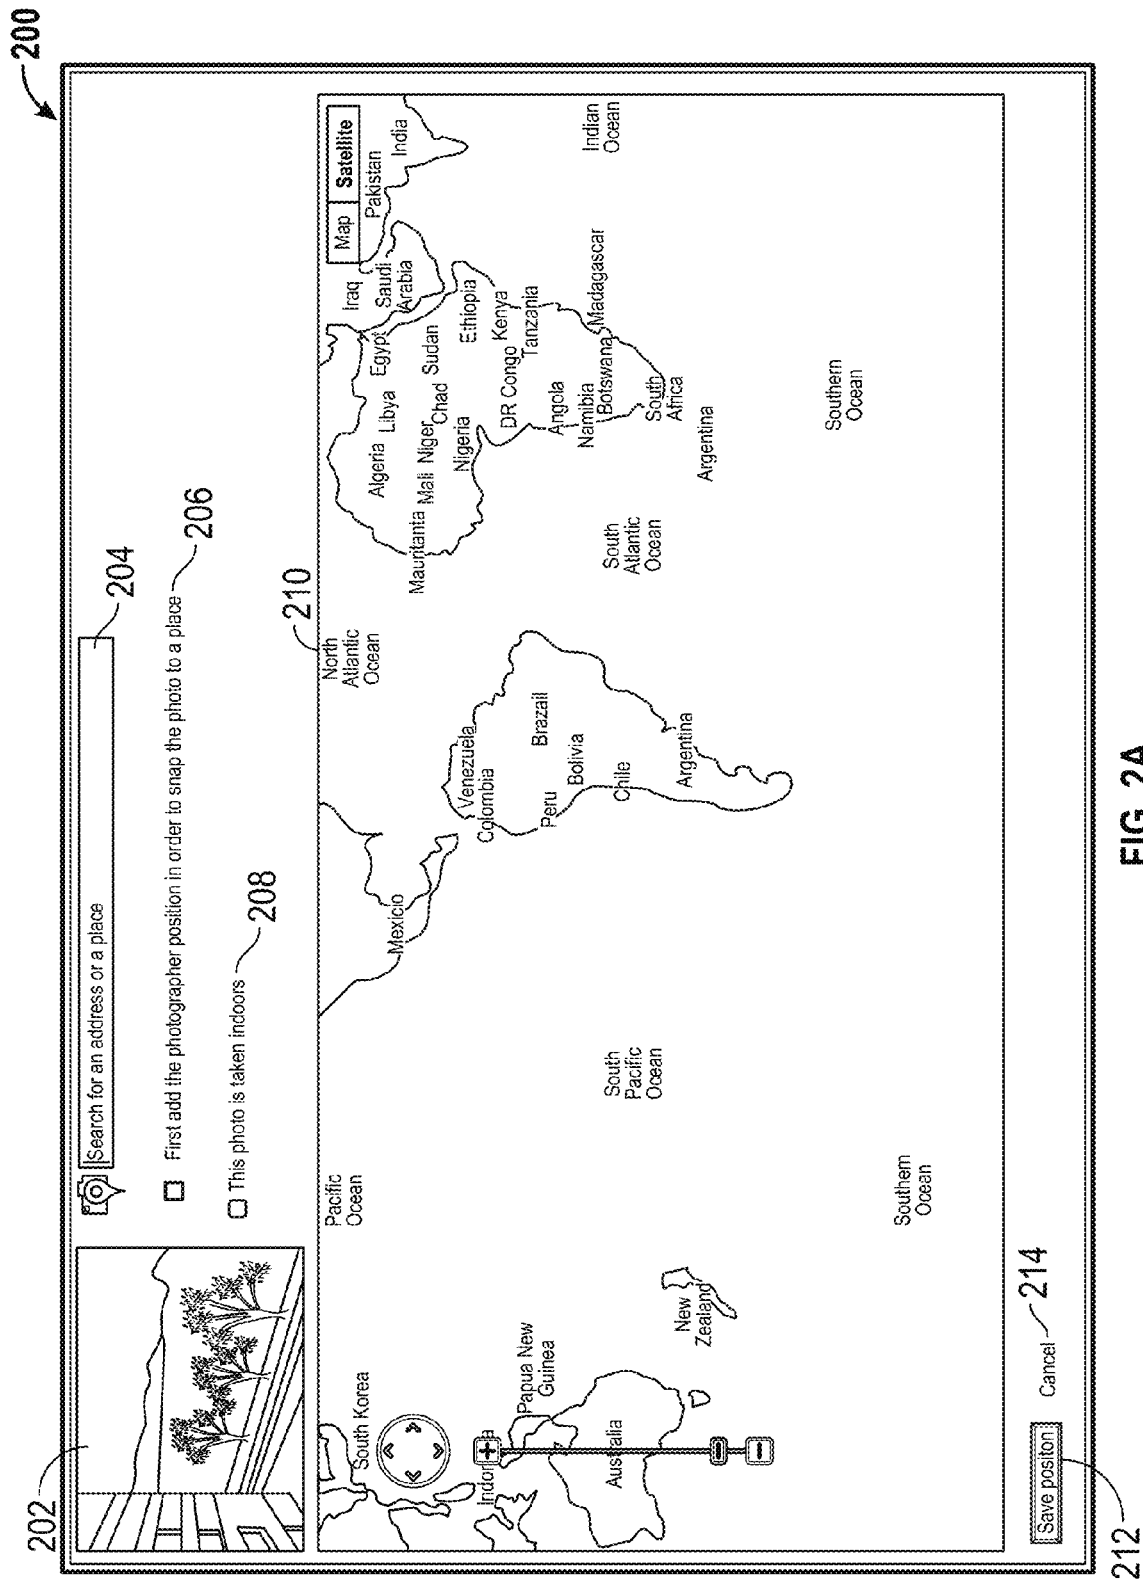 200
202
Search for an address or a place
204
First add the photographer position in order to snap the photo to a place
206
This photo is taken indoors
208
210
Map
Satellite
South Korea
Pacific
Ocean
North
Atlantic
Ocean
Iraq
Saudi
Arabia
Pakistan
India
Mexicio
Algeria
Libya
Egypt
Mauritanta
Mali
Niger
Chad
Sudan
Nigeria
Ethiopia
Venezuela
Colombia
Indor
Papua New
Guinea
DR Congo
Kenya
Tanzania
Peru
Brazail
Bolivia
Angola
Namibia
Botswana
Madagascar
Indian
Ocean
Australia
South
Pacific
Ocean
Chile
South
Atlantic
Ocean
South
Africa
New
Zealand
Argentina
Argentina
Southern
Ocean
Southern
Ocean
Save positon
212
Cancel
214
FIG. 2A